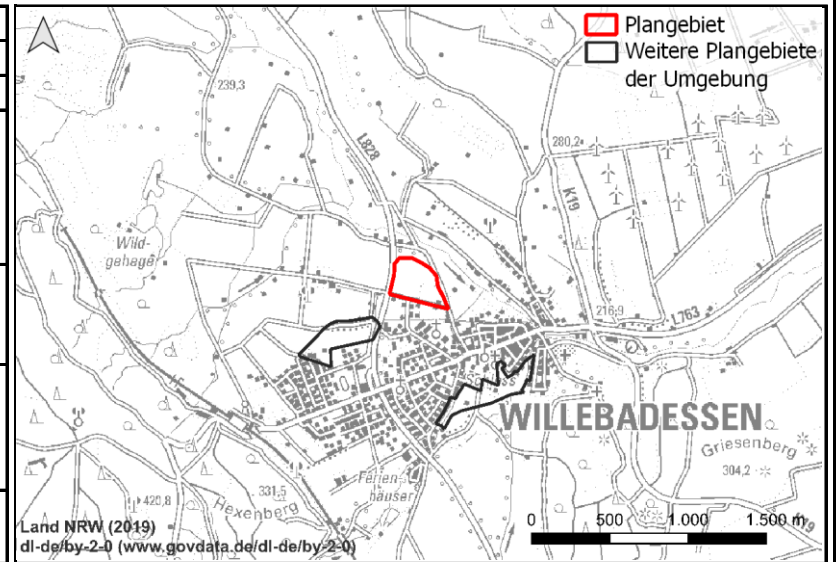 Plangebiet
Weitere Plangebiete
der Umgebung
239,3
L828
280,2
K19
Wild-
gehege
216,9
L763
WILLEBADESSEN
Griesenberg
304,2
Ferien-
häuser
331,5
Hexenberg
420,8
K19
Land NRW (2019)
dl-de/by-2-0 (www.govdata.de/dl-de/by-2-0)
0 500 1.000 1.500 m